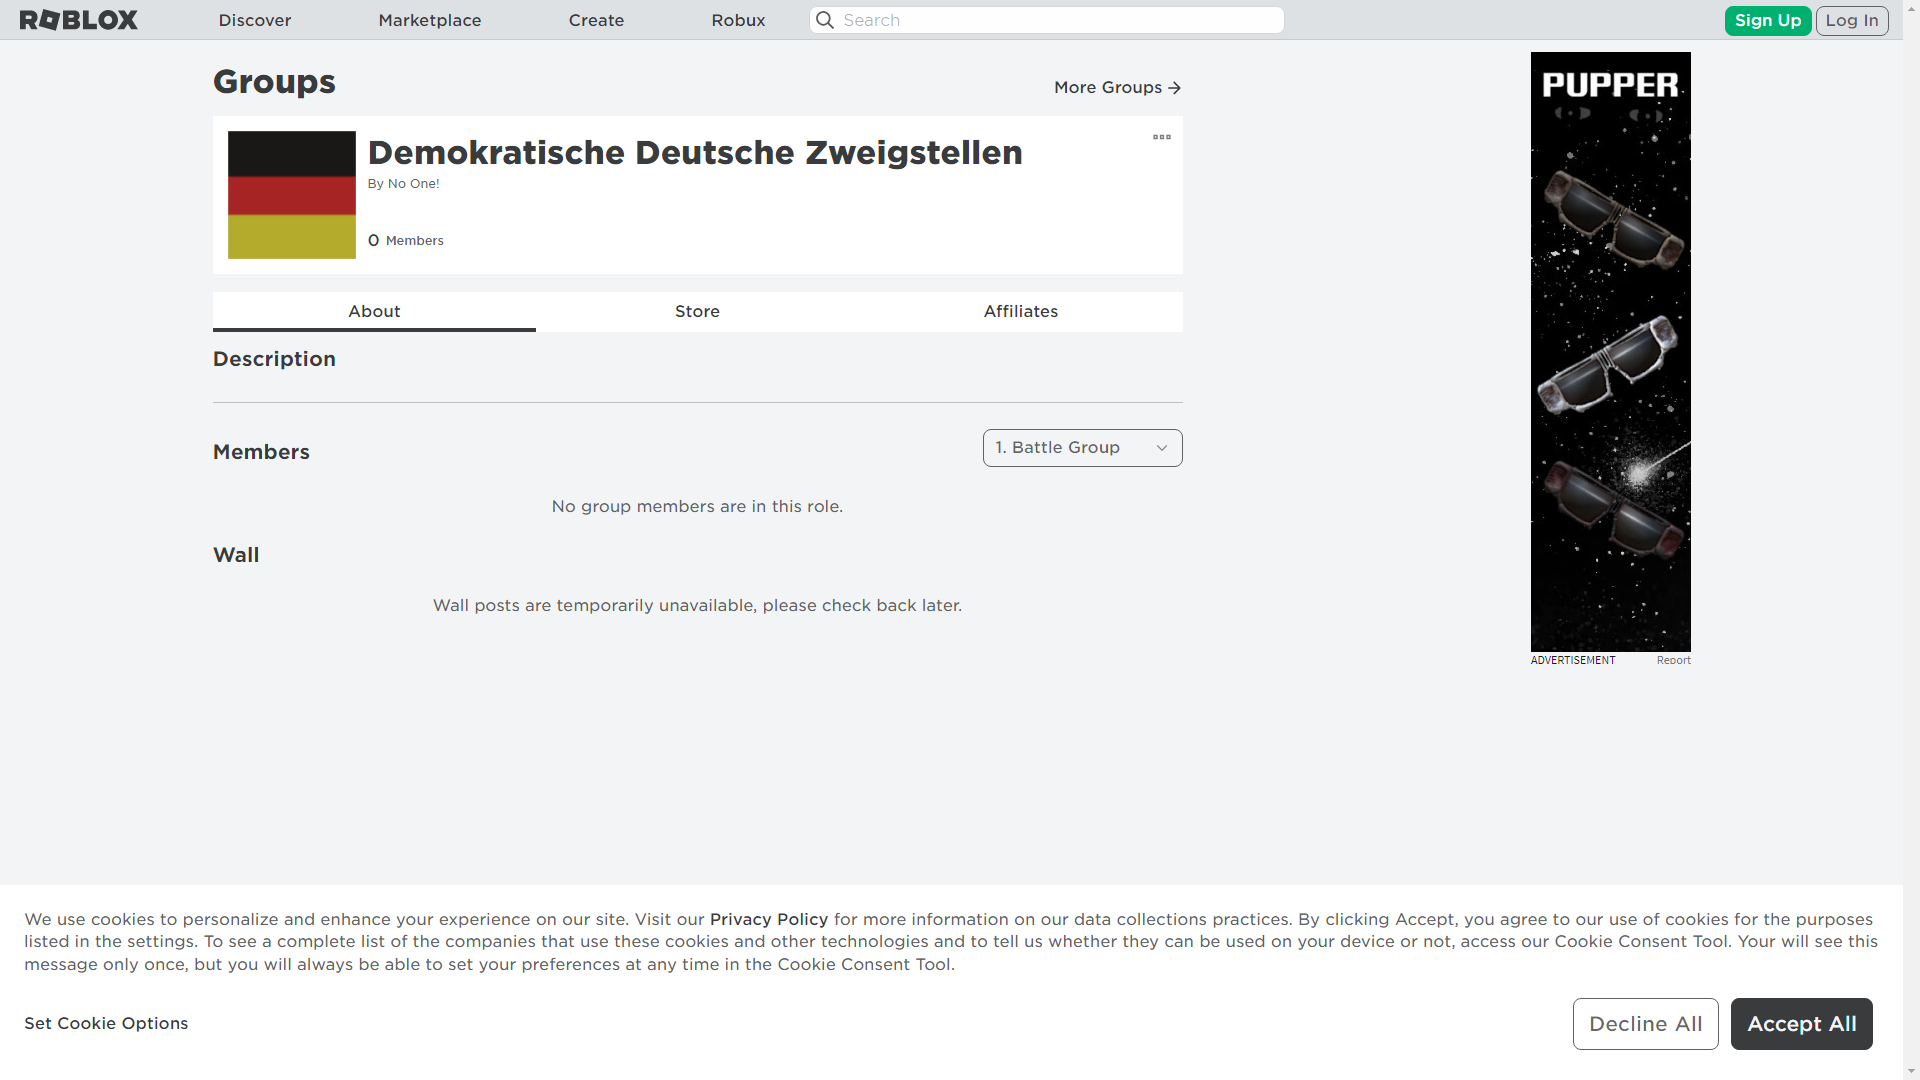 ROBLOX
Discover
Marketplace
Create
Robux
Search
Sign Up
Log In
Groups
More Groups
Demokratische Deutsche Zweigstellen
By No One!
0 Members
About
Store
Affiliates
Description
Members
1. Battle Group
No group members are in this role.
Wall
Wall posts are temporarily unavailable, please check back later.
PUPPER
ADVERTISEMENT
Report
We use cookies to personalize and enhance your experience on our site. Visit our Privacy Policy for more information on our data collections practices. By clicking Accept, you agree to our use of cookies for the purposes
listed in the settings. To see a complete list of the companies that use these cookies and other technologies and to tell us whether they can be used on your device or not, access our Cookie Consent Tool. Your will see this
message only once, but you will always be able to set your preferences at any time in the Cookie Consent Tool.
Set Cookie Options
Decline All
Accept All